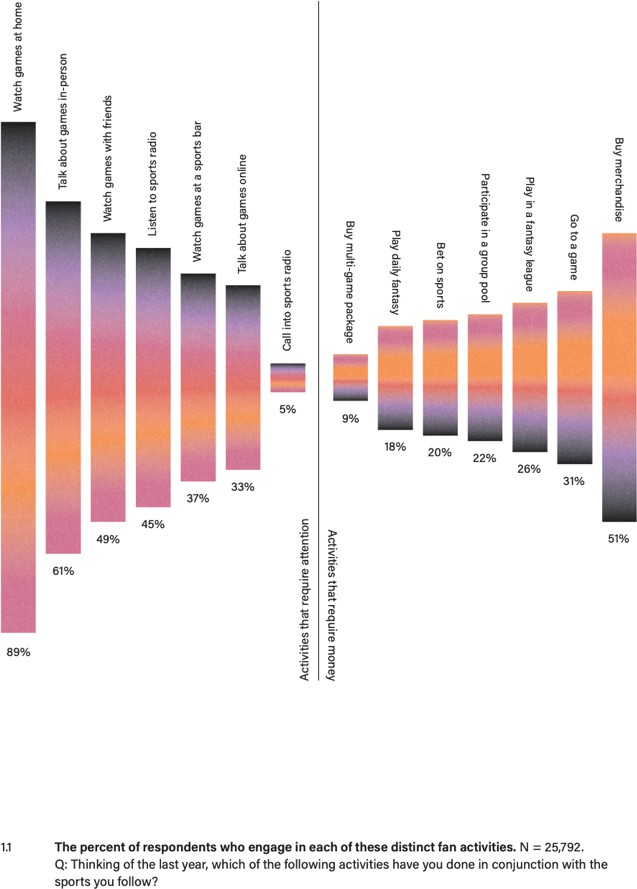 Watch games at home
89%
Talk about games in-person
61%
Watch games with friends
49%
Listen to sports radio
45%
Watch games at a sports bar
37%
Talk about games online
33%
Call into sports radio
5%
Activities that require attention
Activities that require money
Buy multi-game package
9%
Play daily fantasy
18%
Bet on sports
20%
Participate in a group pool
22%
Play in a fantasy league
26%
Go to a game
31%
Buy merchandise
51%
1.1
The percent of respondents who engage in each of these distinct fan activities. N = 25,792.
Q: Thinking of the last year, which of the following activities have you done in conjunction with the
sports you follow?